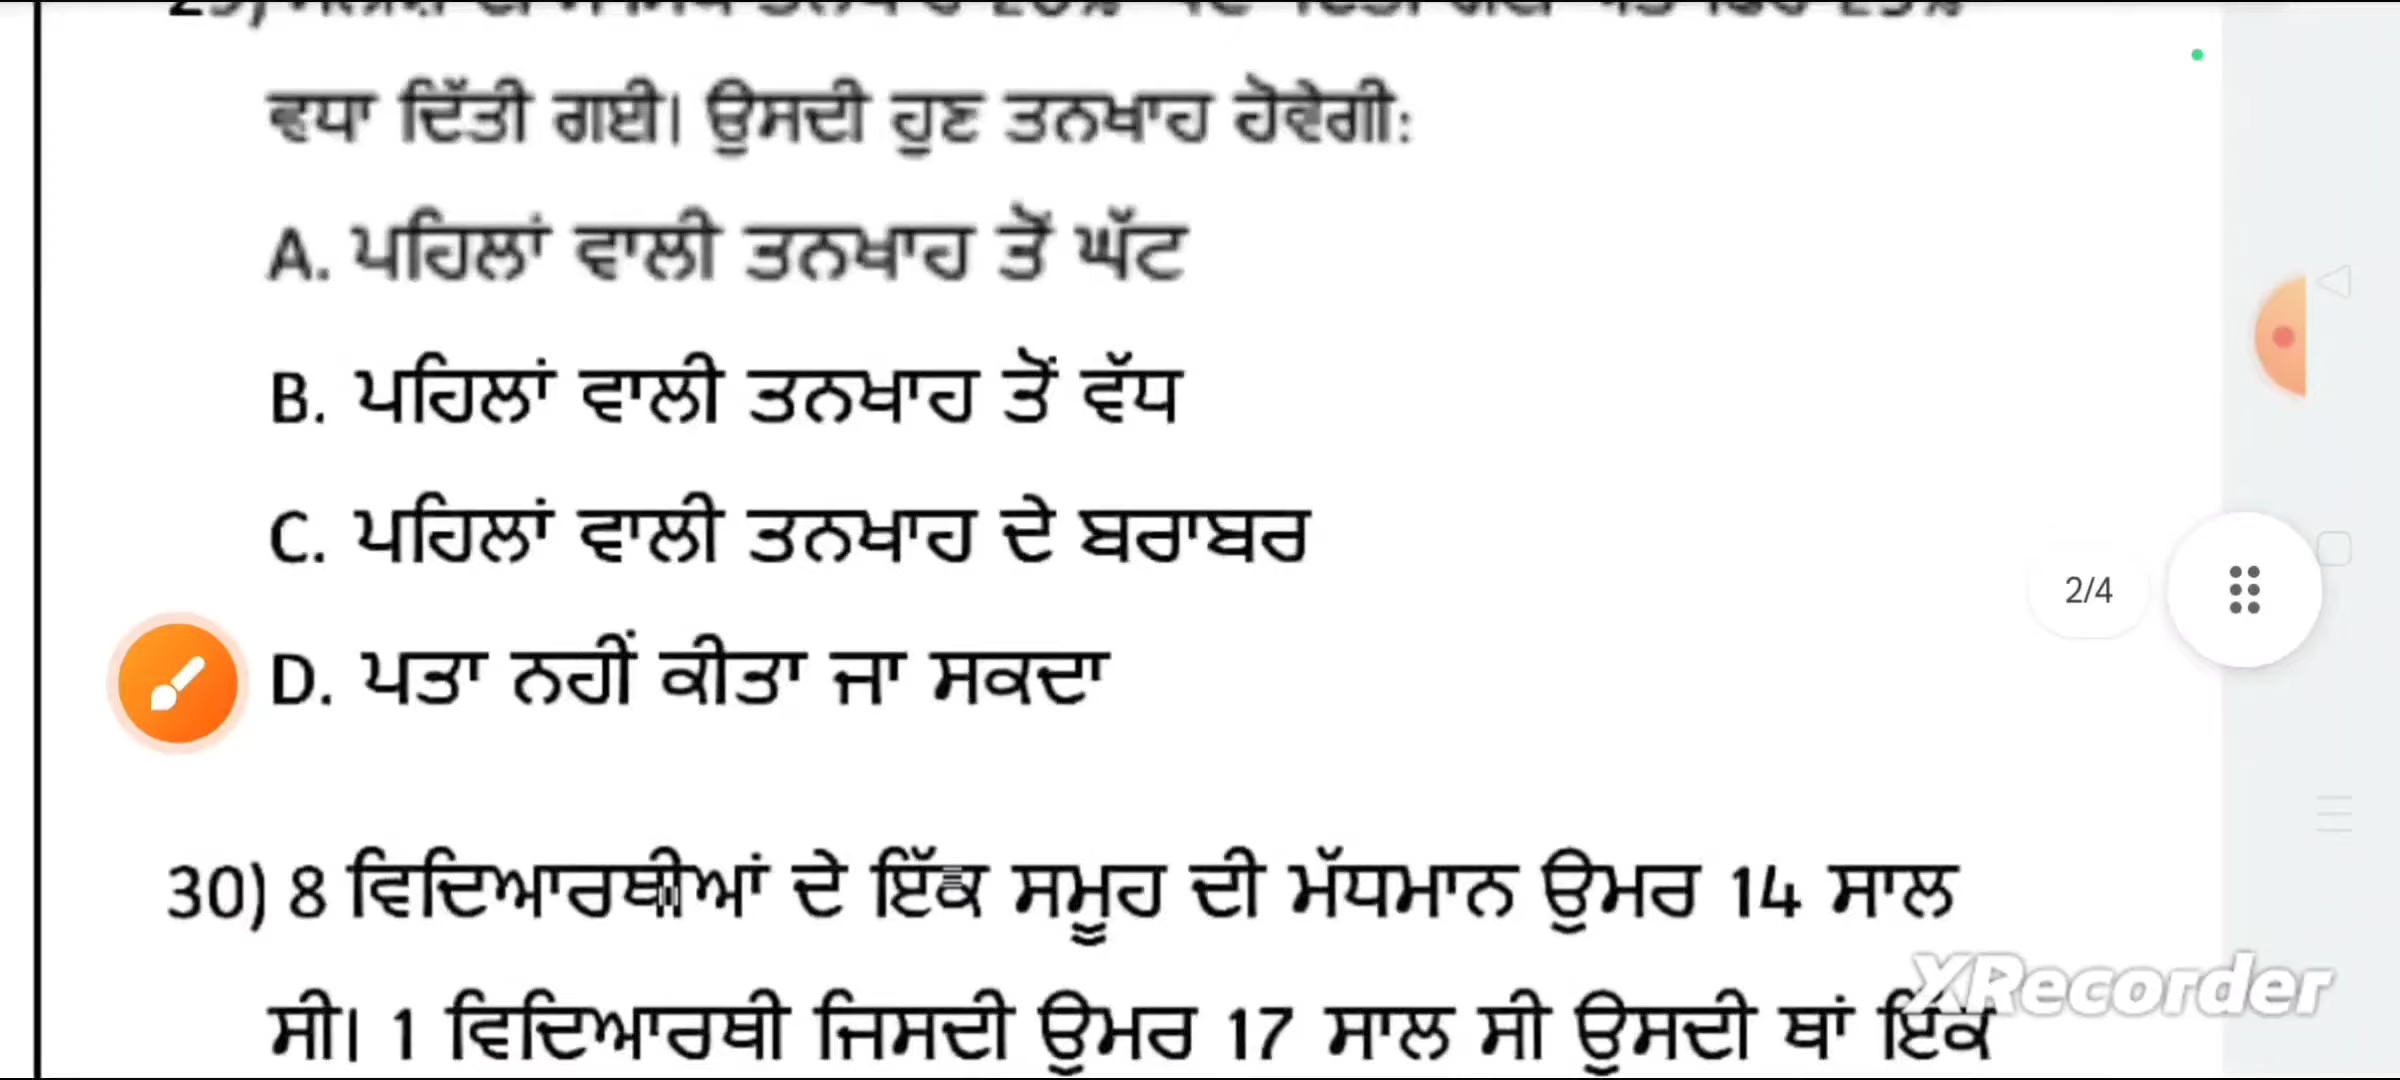 ਵਧਾ ਦਿੱਤੀ ਗਈ। ਉਸਦੀ ਹੁਣ ਤਨਖਾਹ ਹੋਵੇਗੀ:
A. ਪਹਿਲਾਂ ਵਾਲੀ ਤਨਖਾਹ ਤੋਂ ਘੱਟ
B. ਪਹਿਲਾਂ ਵਾਲੀ ਤਨਖਾਹ ਤੋਂ ਵੱਧ
C. ਪਹਿਲਾਂ ਵਾਲੀ ਤਨਖਾਹ ਦੇ ਬਰਾਬਰ
2/4
D. ਪਤਾ ਨਹੀਂ ਕੀਤਾ ਜਾ ਸਕਦਾ
30) 8 ਵਿਦਿਆਰਥੀਆਂ ਦੇ ਇੱਕ ਸਮੂਹ ਦੀ ਮੱਧਮਾਨ ਉਮਰ 14 ਸਾਲ
XRecorder
ਸੀ। 1 ਵਿਦਿਆਰਥੀ ਜਿਸਦੀ ਉਮਰ 17 ਸਾਲ ਸੀ ਉਸਦੀ ਥਾਂ ਇੱਕ